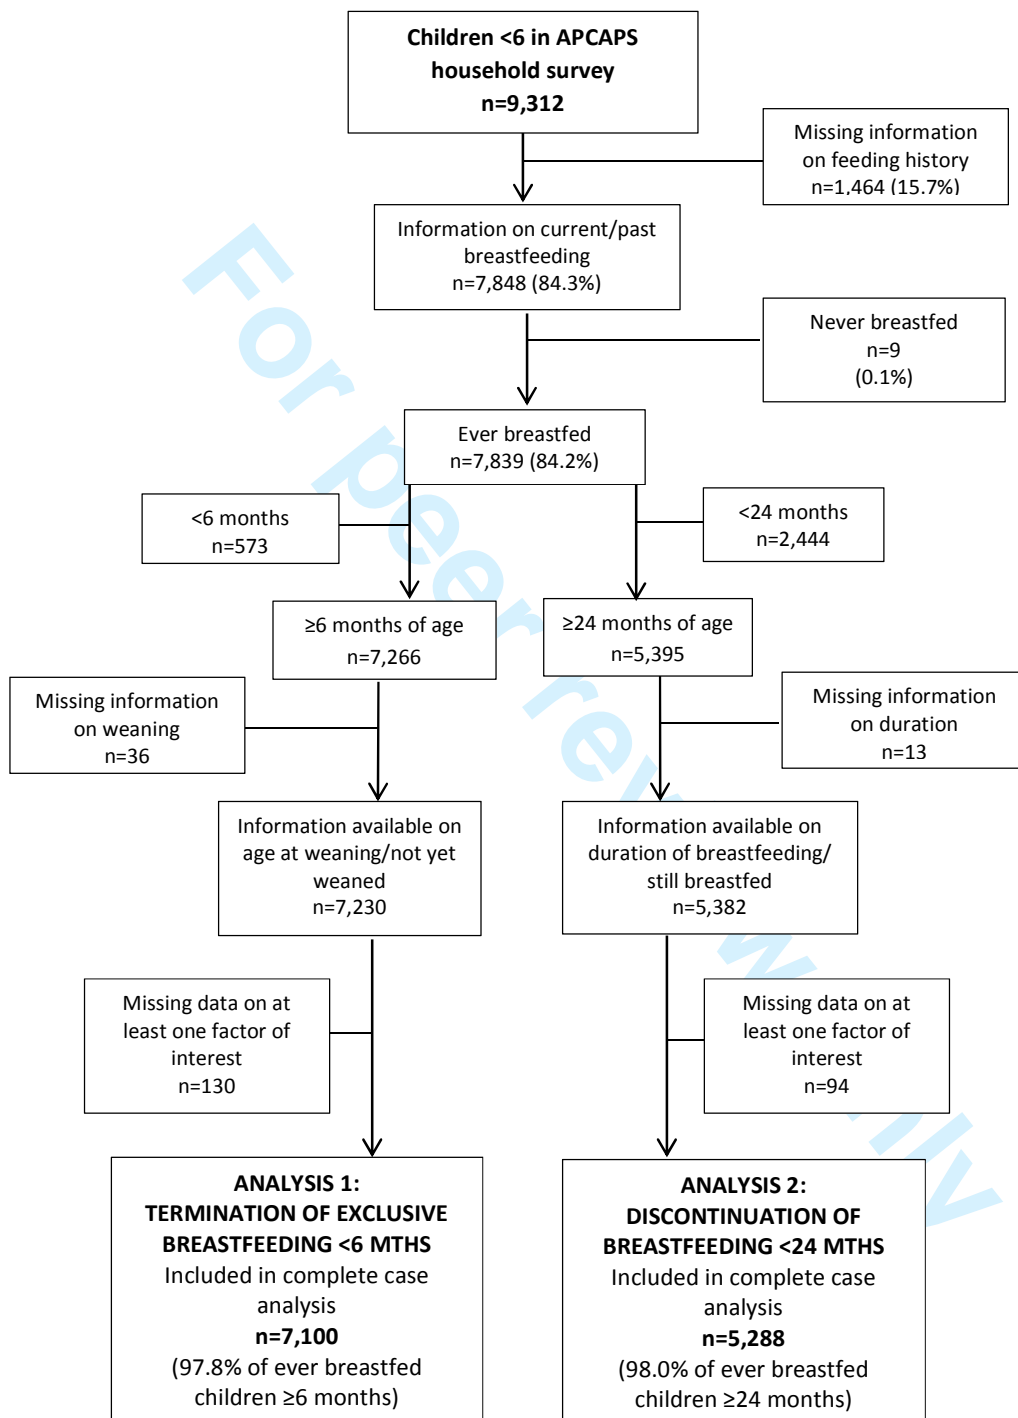 Children <6 in APCAPS
household survey
n=9,312
Missing information
on feeding history
n=1,464 (15.7%)
Information on current/past
breastfeeding
n=7,848 (84.3%)
Never breastfed
n=9
(0.1%)
Ever breastfed
n=7,839 (84.2%)
<6 months
n=573
<24 months
n=2,444
≥6 months of age
n=7,266
≥24 months of age
n=5,395
Missing information
on weaning
n=36
Missing information
on duration
n=13
Information available on
age at weaning/not yet
weaned
n=7,230
Information available on
duration of breastfeeding/
still breastfed
n=5,382
Missing data on at
least one factor of
interest
n=130
Missing data on at
least one factor of
interest
n=94
ANALYSIS 1:
TERMINATION OF EXCLUSIVE
BREASTFEEDING <6 MTHS
Included in complete case
analysis
n=7,100
(97.8% of ever breastfed
children ≥6 months)
ANALYSIS 2:
DISCONTINUATION OF
BREASTFEEDING <24 MTHS
Included in complete case
analysis
n=5,288
(98.0% of ever breastfed
children ≥24 months)
For peer review only